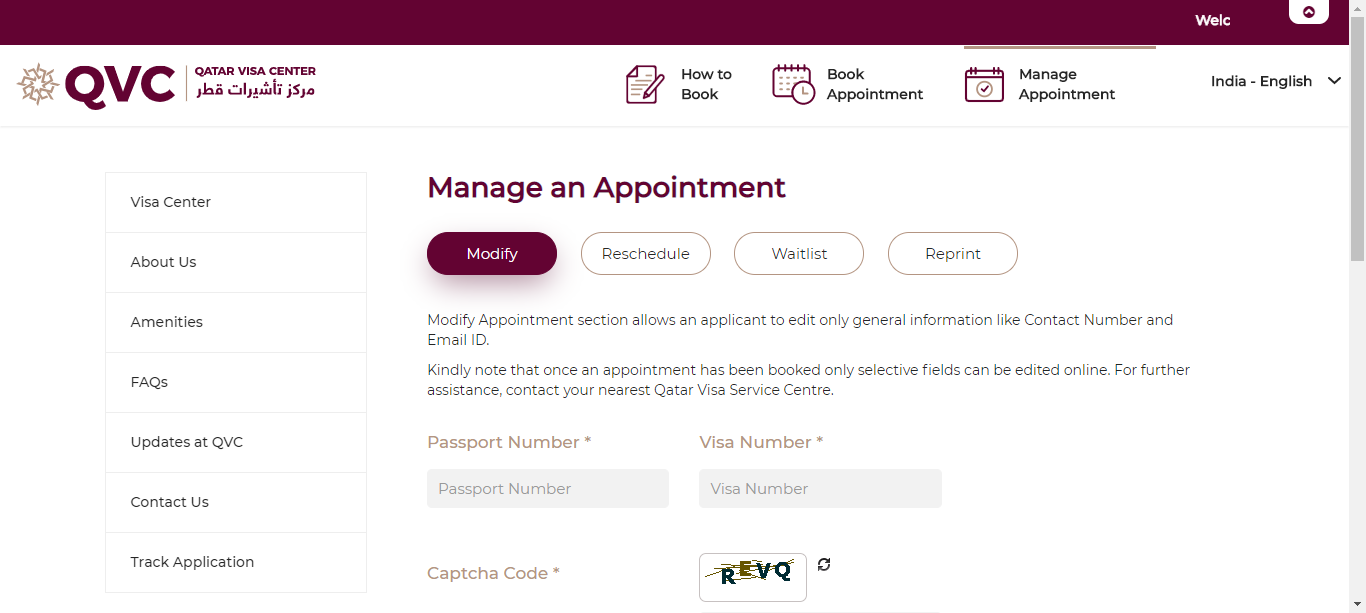 Welc
QVC
QATAR VISA CENTER
مركز تأشيرات قطر
How to
Book
Book
Appointment
Manage
Appointment
India - English
Visa Center
About Us
Amenities
FAQs
Updates at QVC
Contact Us
Track Application
Manage an Appointment
Modify
Reschedule
Waitlist
Reprint
Modify Appointment section allows an applicant to edit only general information like Contact Number and
Email ID.
Kindly note that once an appointment has been booked only selective fields can be edited online. For further
assistance, contact your nearest Qatar Visa Service Centre.
Passport Number *
Visa Number *
Passport Number
Visa Number
Captcha Code *
REVQ